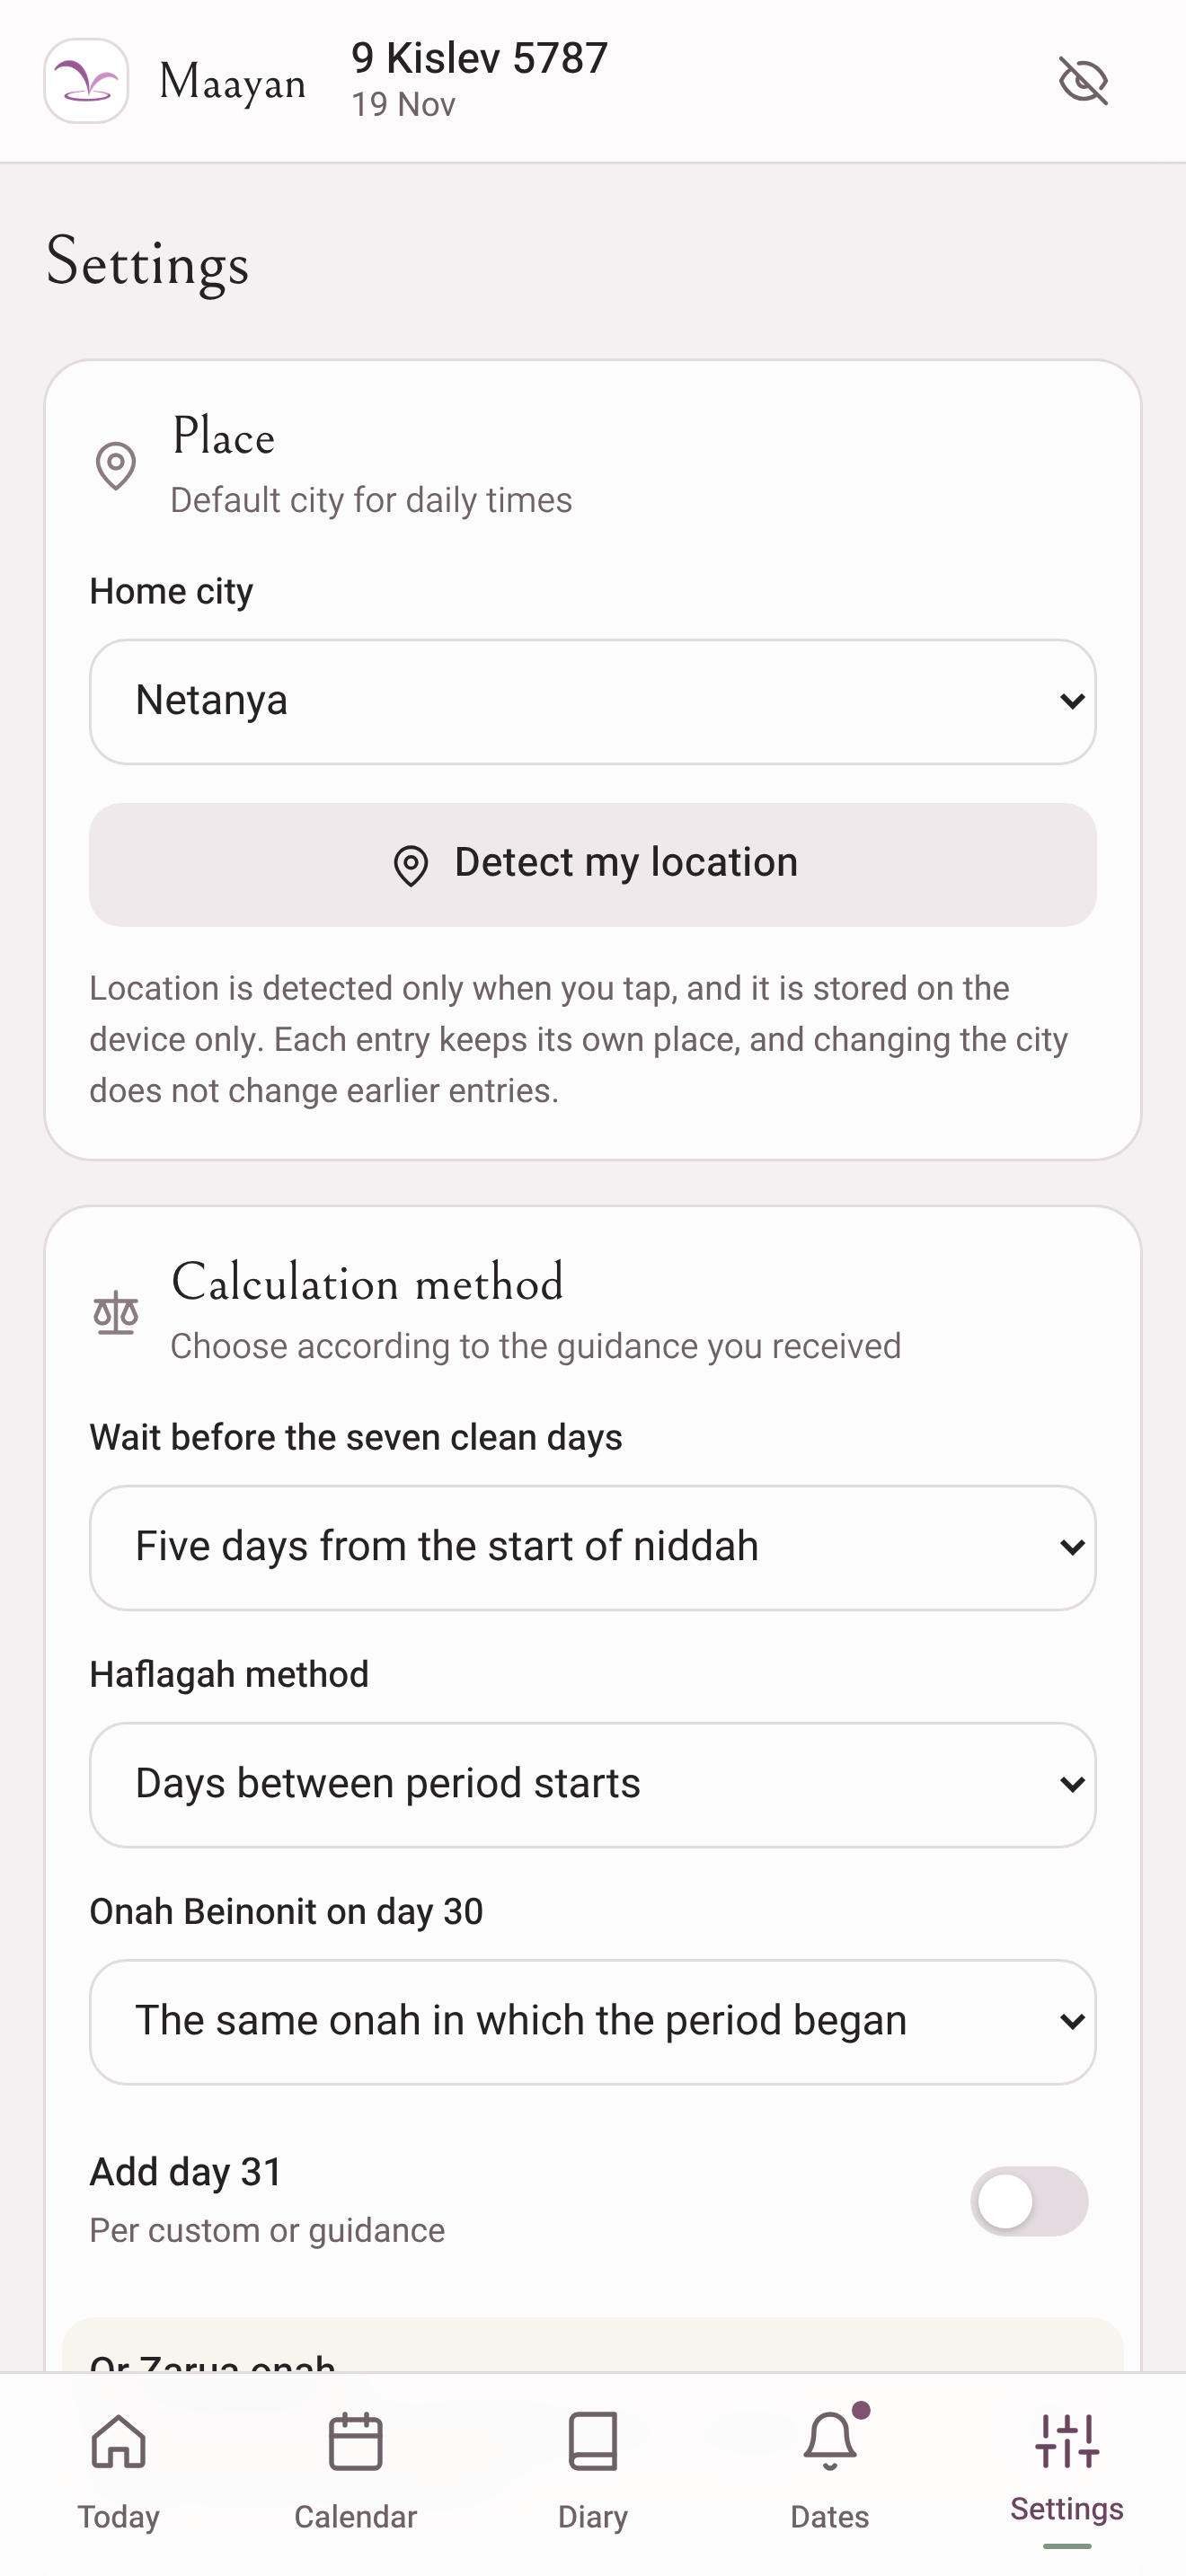 Maayan
9 Kislev 5787
19 Nov
Settings
Place
Default city for daily times
Home city
Netanya
Detect my location
Location is detected only when you tap, and it is stored on the
device only. Each entry keeps its own place, and changing the city
does not change earlier entries.
Calculation method
Choose according to the guidance you received
Wait before the seven clean days
Five days from the start of niddah
Haflagah method
Days between period starts
Onah Beinonit on day 30
The same onah in which the period began
Add day 31
Per custom or guidance
Or Zarua onah
Today
Calendar
Diary
Dates
Settings